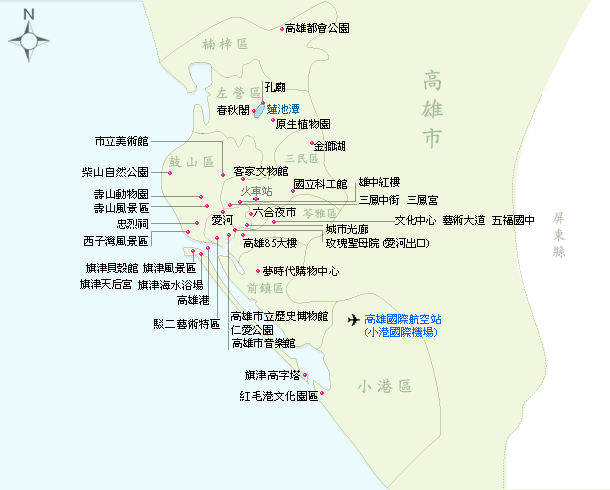 N
高雄都會公園
楠梓區
高雄市
孔廟
左營區
春秋閣
蓮池潭
原生植物園
市立美術館
金獅湖
鼓山區
三民區
柴山自然公園
客家文物館
雄中紅樓
火車站
國立科工館
壽山動物園
三鳳中街 三鳳宮
壽山風景區
六合夜市
苓雅區
愛河
忠烈祠
文化中心 藝術大道 五福國中
屏東縣
城市光廊
西子灣風景區
高雄85大樓
玫瑰聖母院 (愛河出口)
旗津貝殼館 旗津風景區
夢時代購物中心
旗津天后宮 旗津海水浴場
前鎮區
高雄港
駁二藝術特區
高雄市立歷史博物館
仁愛公園
高雄市音樂館
高雄國際航空站
(小港國際機場)
旗津高字塔
小港區
紅毛港文化園區